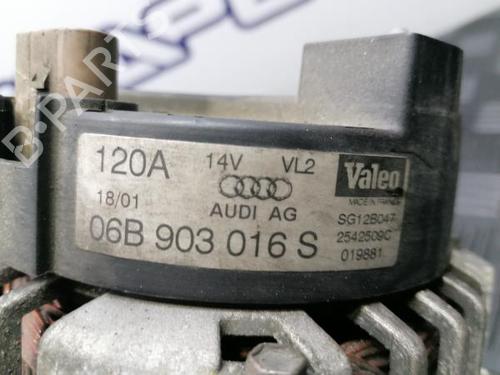 120A 14V VL2 Valeo
18/01 MADE IN FRANCE
AUDI AG SG12B047
06B 903 016 S 2542509C
019881
B-PARTS